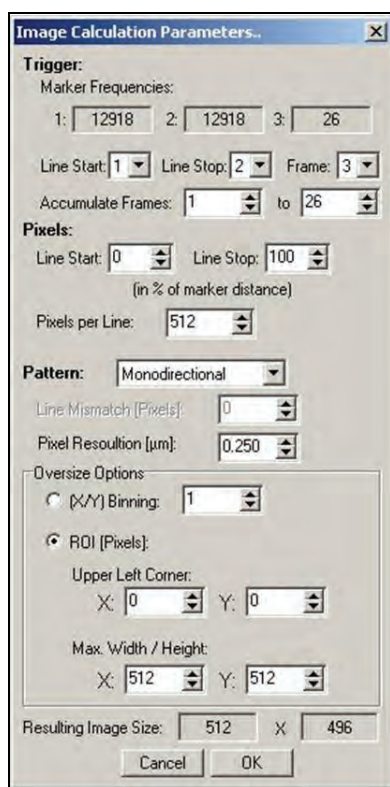 Image Calculation Parameters..
Trigger:
Marker Frequencies:
1: 12918 2: 12918 3: 26
Line Start: 1 Line Stop: 2 Frame: 3
Accumulate Frames: 1 to 26
Pixels:
Line Start: 0 Line Stop: 100
(in % of marker distance)
Pixels per Line: 512
Pattern: Monodirectional
Line Mismatch [Pixels]: 0
Pixel Resoultion [µm]: 0.250
Oversize Options
(X/Y) Binning: 1
ROI [Pixels]:
Upper Left Corner:
X: 0 Y: 0
Max. Width / Height:
X: 512 Y: 512
Resulting Image Size: 512 X 496
Cancel OK